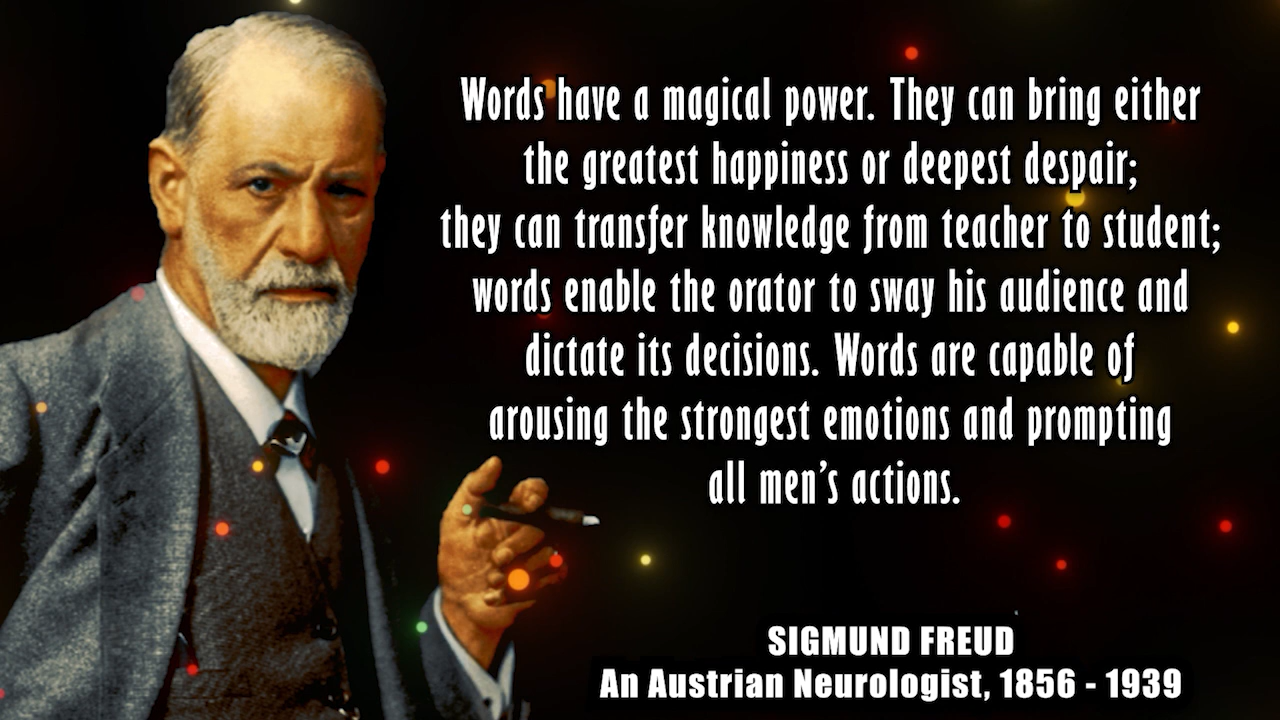 Words have a magical power. They can bring either
the greatest happiness or deepest despair;
they can transfer knowledge from teacher to student;
words enable the orator to sway his audience and
dictate its decisions. Words are capable of
arousing the strongest emotions and prompting
all men’s actions.
SIGMUND FREUD
An Austrian Neurologist, 1856 - 1939